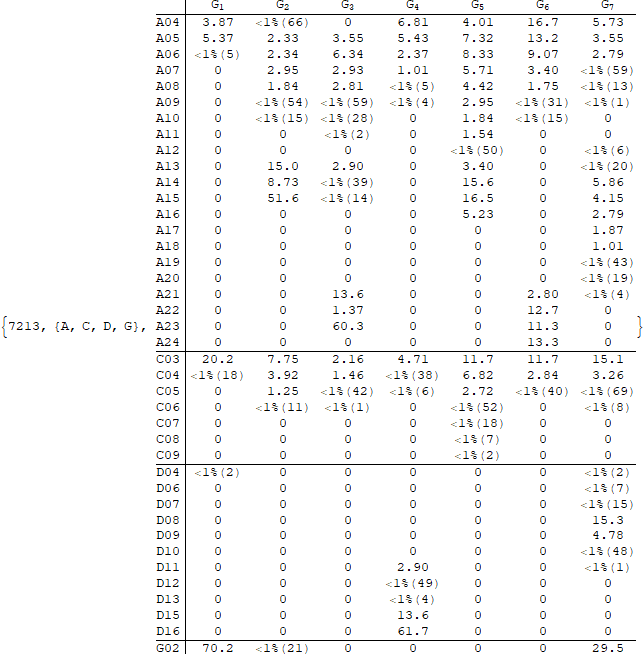 G₁ G₂ G₃ G₄ G₅ G₆ G₇
A04 3.87 <1%(66) 0 6.81 4.01 16.7 5.73
A05 5.37 2.33 3.55 5.43 7.32 13.2 3.55
A06 <1%(5) 2.34 6.34 2.37 8.33 9.07 2.79
A07 0 2.95 2.93 1.01 5.71 3.40 <1%(59)
A08 0 1.84 2.81 <1%(5) 4.42 1.75 <1%(13)
A09 0 <1%(54) <1%(59) <1%(4) 2.95 <1%(31) <1%(1)
A10 0 <1%(15) <1%(28) 0 1.84 <1%(15) 0
A11 0 0 <1%(2) 0 1.54 0 0
A12 0 0 0 0 <1%(50) 0 <1%(6)
A13 0 15.0 2.90 0 3.40 0 <1%(20)
A14 0 8.73 <1%(39) 0 15.6 0 5.86
A15 0 51.6 <1%(14) 0 16.5 0 4.15
A16 0 0 0 0 5.23 0 2.79
A17 0 0 0 0 0 0 1.87
A18 0 0 0 0 0 0 1.01
A19 0 0 0 0 0 0 <1%(43)
A20 0 0 0 0 0 0 <1%(19)
A21 0 0 13.6 0 0 2.80 <1%(4)
A22 0 0 1.37 0 0 12.7 0
{7213, {A, C, D, G}, A23 0 0 60.3 0 0 11.3 0 }
A24 0 0 0 0 0 13.3 0
C03 20.2 7.75 2.16 4.71 11.7 11.7 15.1
C04 <1%(18) 3.92 1.46 <1%(38) 6.82 2.84 3.26
C05 0 1.25 <1%(42) <1%(6) 2.72 <1%(40) <1%(69)
C06 0 <1%(11) <1%(1) 0 <1%(52) 0 <1%(8)
C07 0 0 0 0 <1%(18) 0 0
C08 0 0 0 0 <1%(7) 0 0
C09 0 0 0 0 <1%(2) 0 0
D04 <1%(2) 0 0 0 0 0 <1%(2)
D06 0 0 0 0 0 0 <1%(7)
D07 0 0 0 0 0 0 <1%(15)
D08 0 0 0 0 0 0 15.3
D09 0 0 0 0 0 0 4.78
D10 0 0 0 0 0 0 <1%(48)
D11 0 0 0 2.90 0 0 <1%(1)
D12 0 0 0 <1%(49) 0 0 0
D13 0 0 0 <1%(4) 0 0 0
D15 0 0 0 13.6 0 0 0
D16 0 0 0 61.7 0 0 0
G02 70.2 <1%(21) 0 0 0 0 29.5